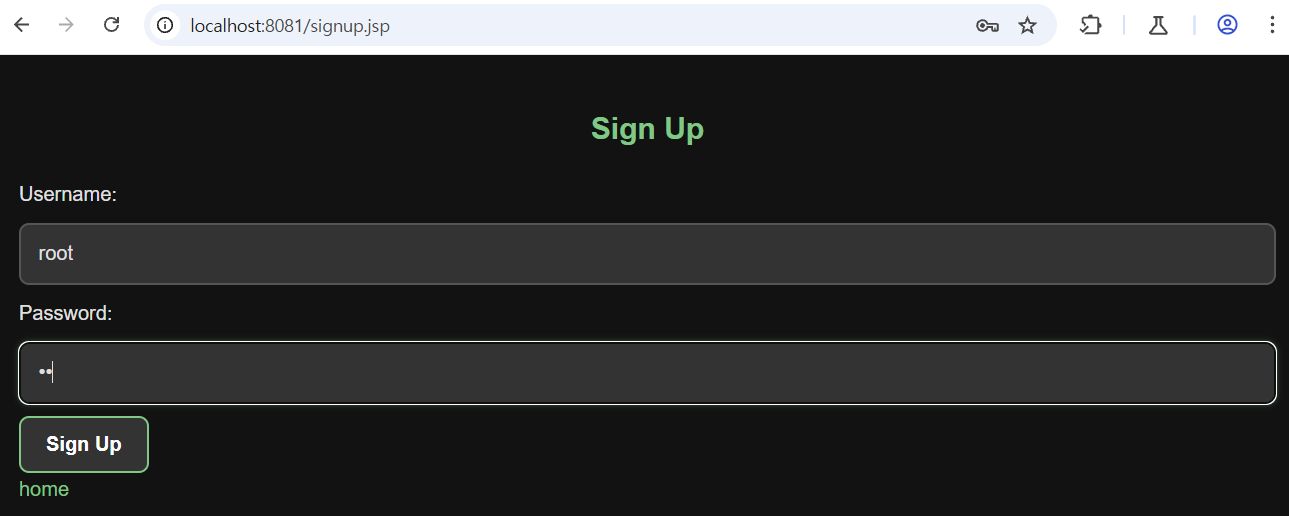 localhost:8081/signup.jsp
Sign Up
Username:
root
Password:
••
Sign Up
home